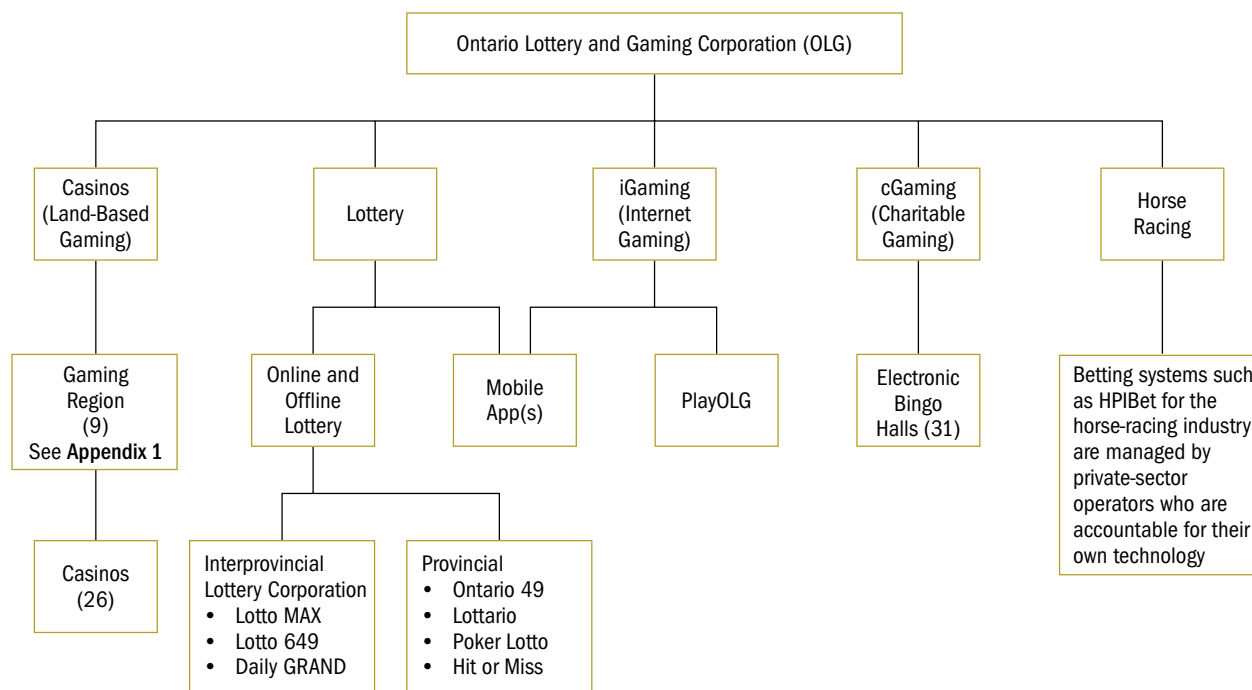 Ontario Lottery and Gaming Corporation (OLG)
Casinos
(Land-Based
Gaming)
Lottery
iGaming
(Internet
Gaming)
cGaming
(Charitable
Gaming)
Horse
Racing
Gaming
Region
(9)
See Appendix 1
Online and
Offline
Lottery
Mobile
App(s)
PlayOLG
Electronic
Bingo
Halls (31)
Betting systems such
as HPIBet for the
horse-racing industry
are managed by
private-sector
operators who are
accountable for their
own technology
Casinos
(26)
Interprovincial
Lottery Corporation
• Lotto MAX
• Lotto 649
• Daily GRAND
Provincial
• Ontario 49
• Lottario
• Poker Lotto
• Hit or Miss